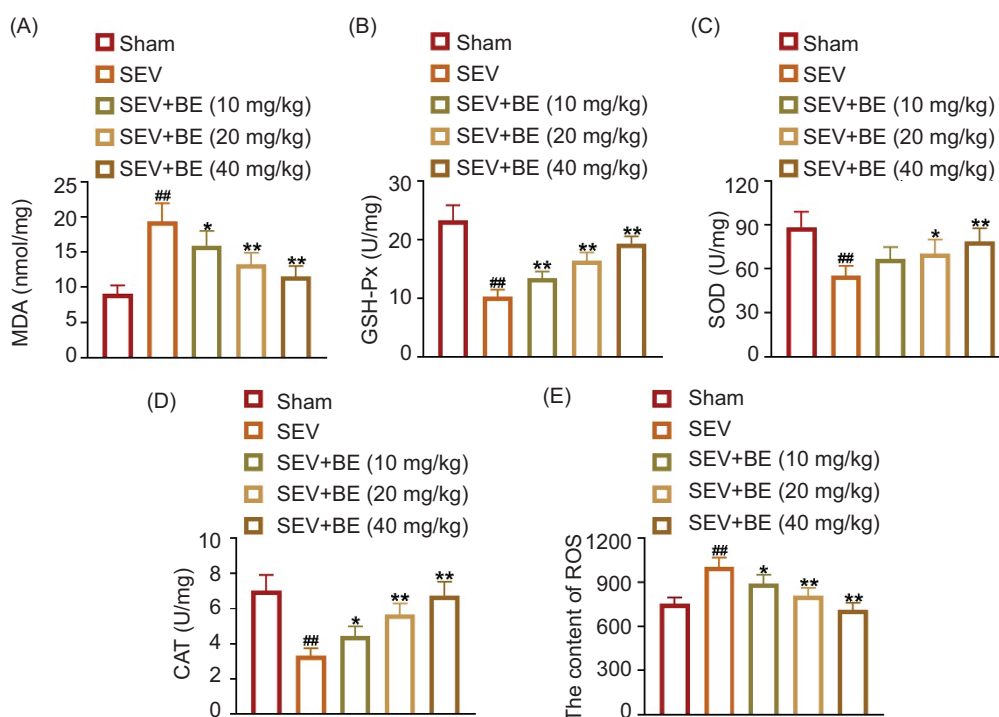 (A)
Sham
SEV
SEV+BE (10 mg/kg)
SEV+BE (20 mg/kg)
SEV+BE (40 mg/kg)
MDA (nmol/mg)
25
20
15
10
5
0
##
*
**
**
(B)
Sham
SEV
SEV+BE (10 mg/kg)
SEV+BE (20 mg/kg)
SEV+BE (40 mg/kg)
GSH-Px (U/mg)
30
20
10
0
##
**
**
**
(C)
Sham
SEV
SEV+BE (10 mg/kg)
SEV+BE (20 mg/kg)
SEV+BE (40 mg/kg)
SOD (U/mg)
120
90
60
30
0
##
*
**
(D)
Sham
SEV
SEV+BE (10 mg/kg)
SEV+BE (20 mg/kg)
SEV+BE (40 mg/kg)
CAT (U/mg)
8
6
4
2
0
##
*
**
**
(E)
Sham
SEV
SEV+BE (10 mg/kg)
SEV+BE (20 mg/kg)
SEV+BE (40 mg/kg)
The content of ROS
1200
900
600
300
0
##
*
**
**